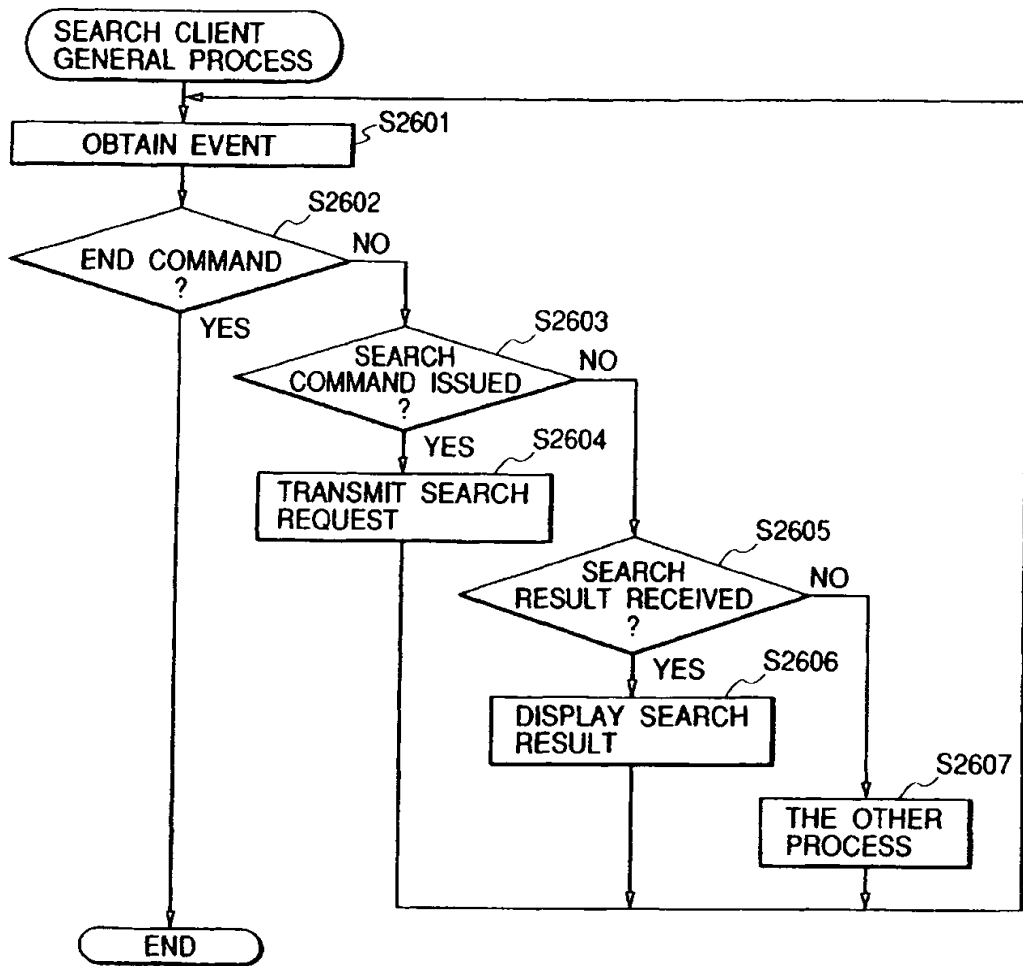 SEARCH CLIENT
GENERAL PROCESS
S2601
OBTAIN EVENT
S2602
END COMMAND
?
NO
YES
S2603
SEARCH
COMMAND ISSUED
?
NO
YES
S2604
TRANSMIT SEARCH
REQUEST
S2605
SEARCH
RESULT RECEIVED
?
NO
YES
S2606
DISPLAY SEARCH
RESULT
S2607
THE OTHER
PROCESS
END